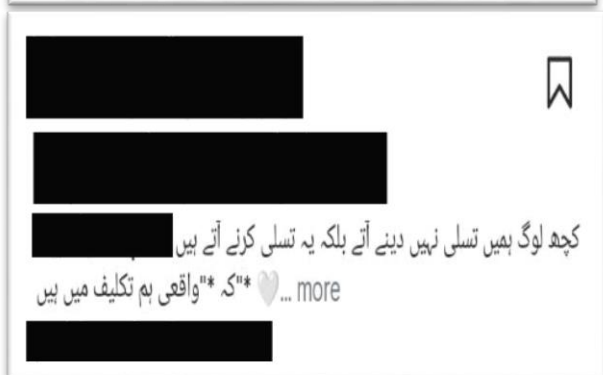 کچھ لوگ ہمیں تسلی نہیں دینے آتے بلکہ یہ تسلی کرنے آتے ہیں
کہ *"واقعی ہم تکلیف میں ہیں"* 🤍... more